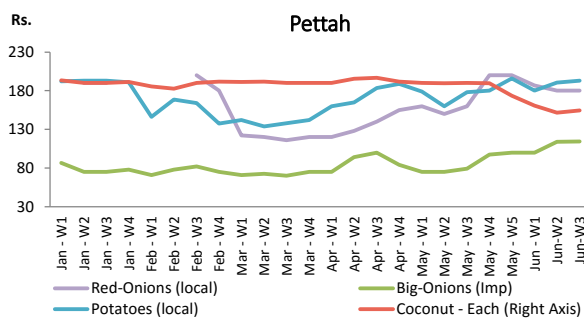 Pettah
Rs.
230
180
130
80
30
Jan - W1
Jan - W2
Jan - W3
Jan - W4
Feb - W1
Feb - W2
Feb - W3
Feb - W4
Mar - W1
Mar - W2
Mar - W3
Mar - W4
Apr - W1
Apr - W2
Apr - W3
Apr - W4
May - W1
May - W2
May - W3
May - W4
May - W5
Jun - W1
Jun-W2
Jun-W3
Red-Onions (local)
Big-Onions (Imp)
Potatoes (local)
Coconut - Each (Right Axis)